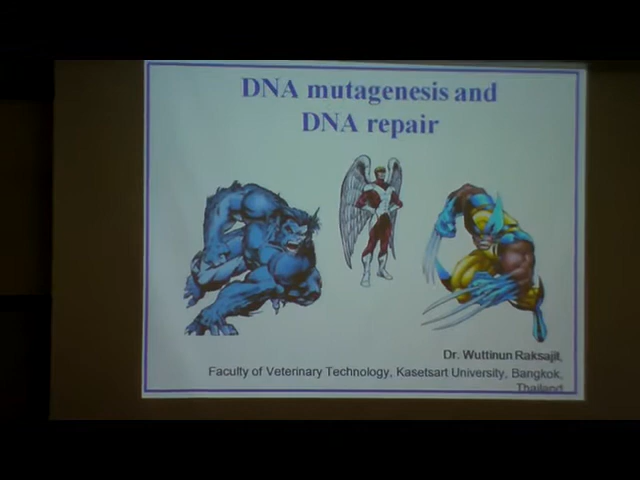 DNA mutagenesis and
DNA repair
Dr. Wuttinun Raksajit,
Faculty of Veterinary Technology, Kasetsart University, Bangkok,
Thailand